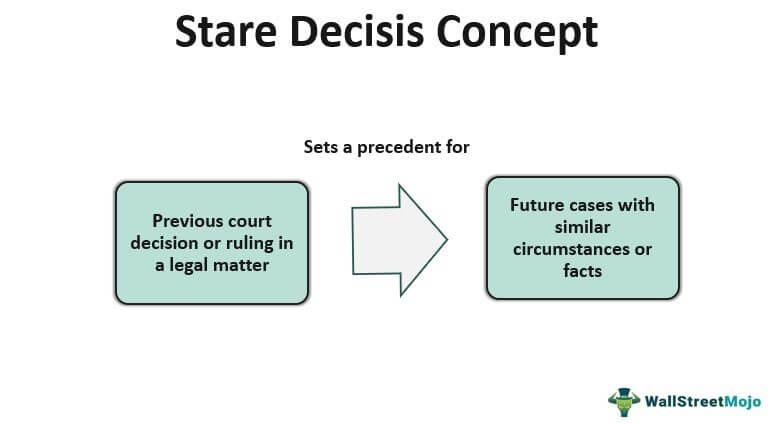 Stare Decisis Concept
Sets a precedent for
Previous court
decision or ruling in
a legal matter
Future cases with
similar
circumstances or
facts
WallStreetMojo